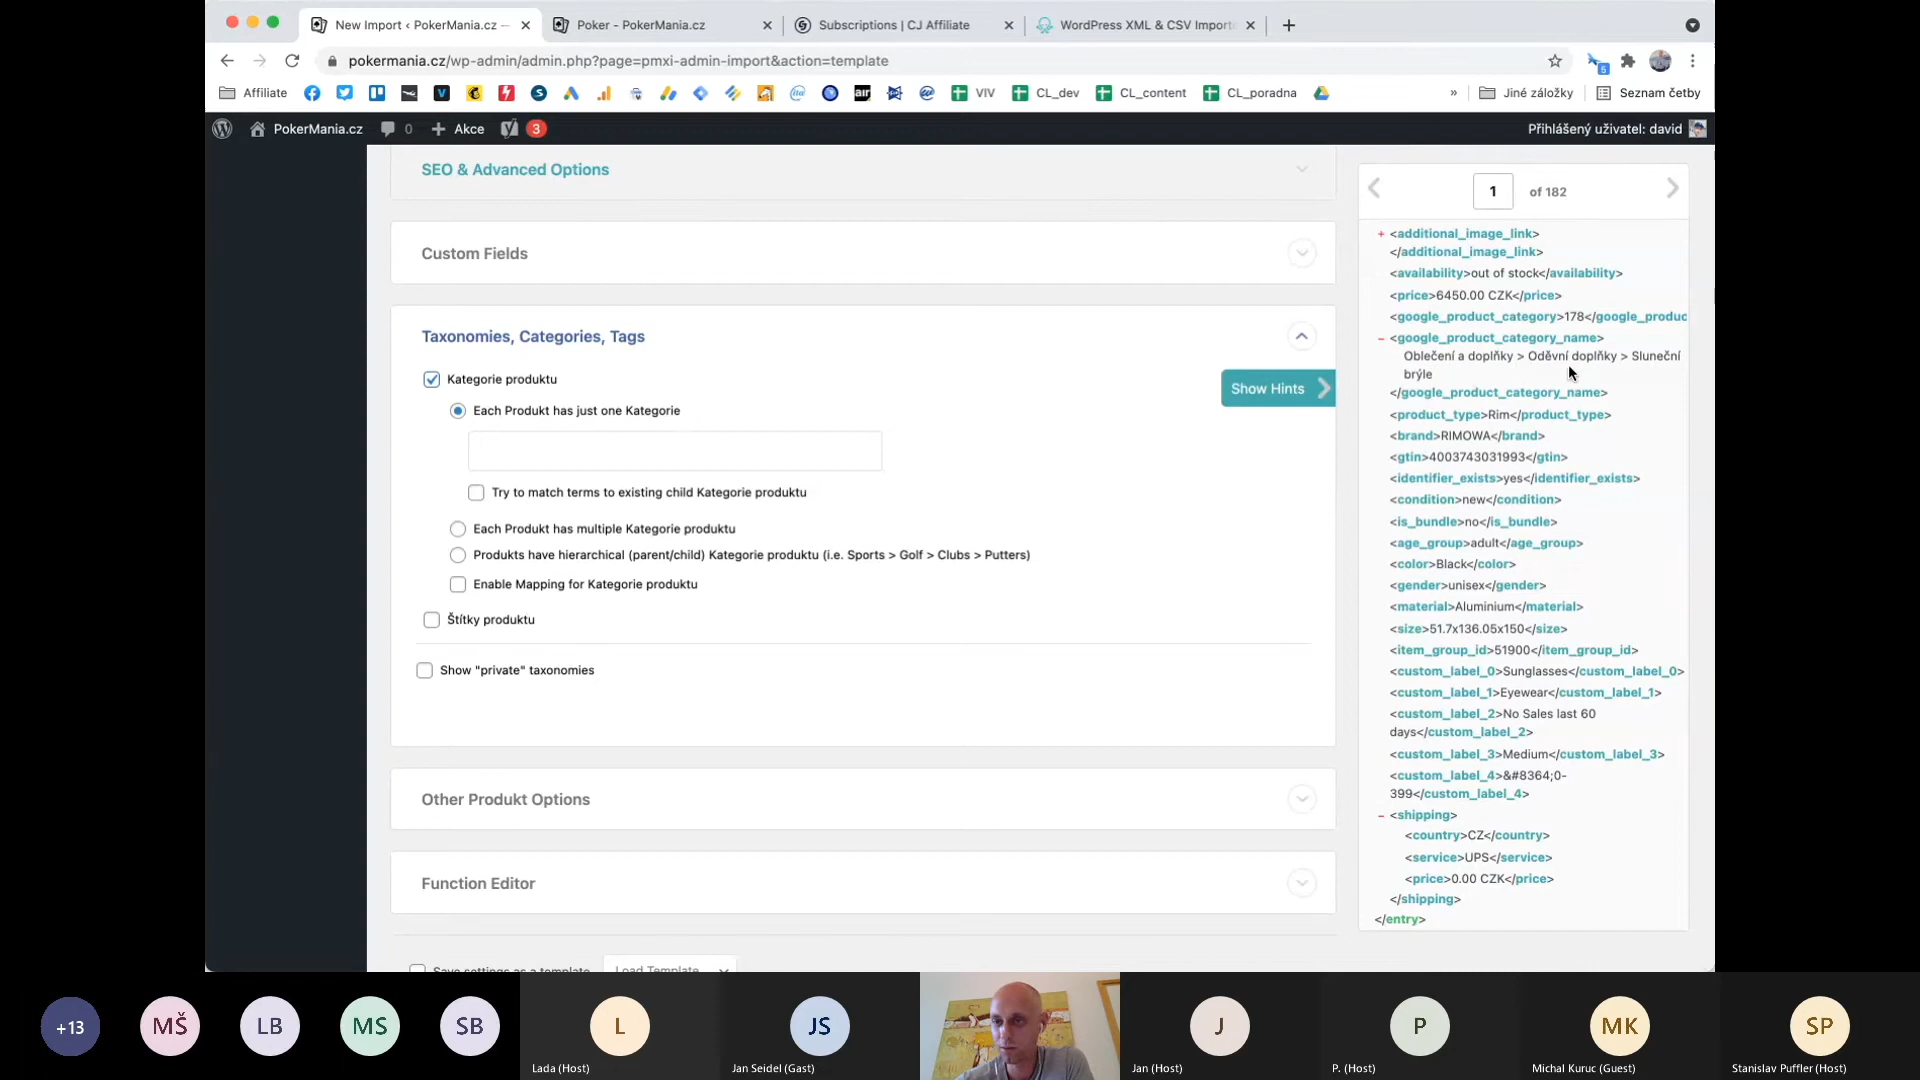 New Import ‹ PokerMania.cz —
Poker - PokerMania.cz
Subscriptions | CJ Affiliate
WordPress XML & CSV Import
pokermania.cz/wp-admin/admin.php?page=pmxi-admin-import&action=template
5
Affiliate
VIV
CL_dev
CL_content
CL_poradna
»
Jiné záložky
Seznam četby
PokerMania.cz
0
Akce
3
Přihlášený uživatel: david
SEO & Advanced Options
Custom Fields
Taxonomies, Categories, Tags
Kategorie produktu
Show Hints
Each Produkt has just one Kategorie
Try to match terms to existing child Kategorie produktu
Each Produkt has multiple Kategorie produktu
Produkts have hierarchical (parent/child) Kategorie produktu (i.e. Sports > Golf > Clubs > Putters)
Enable Mapping for Kategorie produktu
Štítky produktu
Show "private" taxonomies
Other Produkt Options
Function Editor
Save settings as a template
Load Template...
1 of 182
+ <additional_image_link>
</additional_image_link>
<availability>out of stock</availability>
<price>6450.00 CZK</price>
<google_product_category>178</google_produc
– <google_product_category_name>
Oblečení a doplňky > Oděvní doplňky > Sluneční
brýle
</google_product_category_name>
<product_type>Rim</product_type>
<brand>RIMOWA</brand>
<gtin>4003743031993</gtin>
<identifier_exists>yes</identifier_exists>
<condition>new</condition>
<is_bundle>no</is_bundle>
<age_group>adult</age_group>
<color>Black</color>
<gender>unisex</gender>
<material>Aluminium</material>
<size>51.7x136.05x150</size>
<item_group_id>51900</item_group_id>
<custom_label_0>Sunglasses</custom_label_0>
<custom_label_1>Eyewear</custom_label_1>
<custom_label_2>No Sales last 60
days</custom_label_2>
<custom_label_3>Medium</custom_label_3>
<custom_label_4>&#8364;0-
399</custom_label_4>
– <shipping>
<country>CZ</country>
<service>UPS</service>
<price>0.00 CZK</price>
</shipping>
</entry>
+13
MŠ
LB
MS
SB
L
Lada (Host)
JS
Jan Seidel (Gast)
J
Jan (Host)
P
P. (Host)
MK
Michal Kuruc (Guest)
SP
Stanislav Puffler (Host)